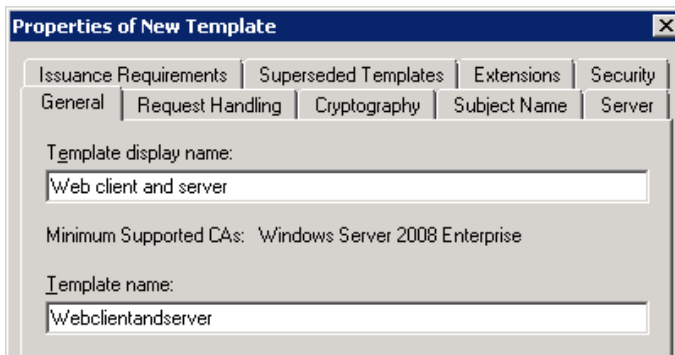 Properties of New Template
Issuance Requirements Superseded Templates Extensions Security
General Request Handling Cryptography Subject Name Server
Template display name:
Web client and server
Minimum Supported CAs: Windows Server 2008 Enterprise
Template name:
Webclientandserver